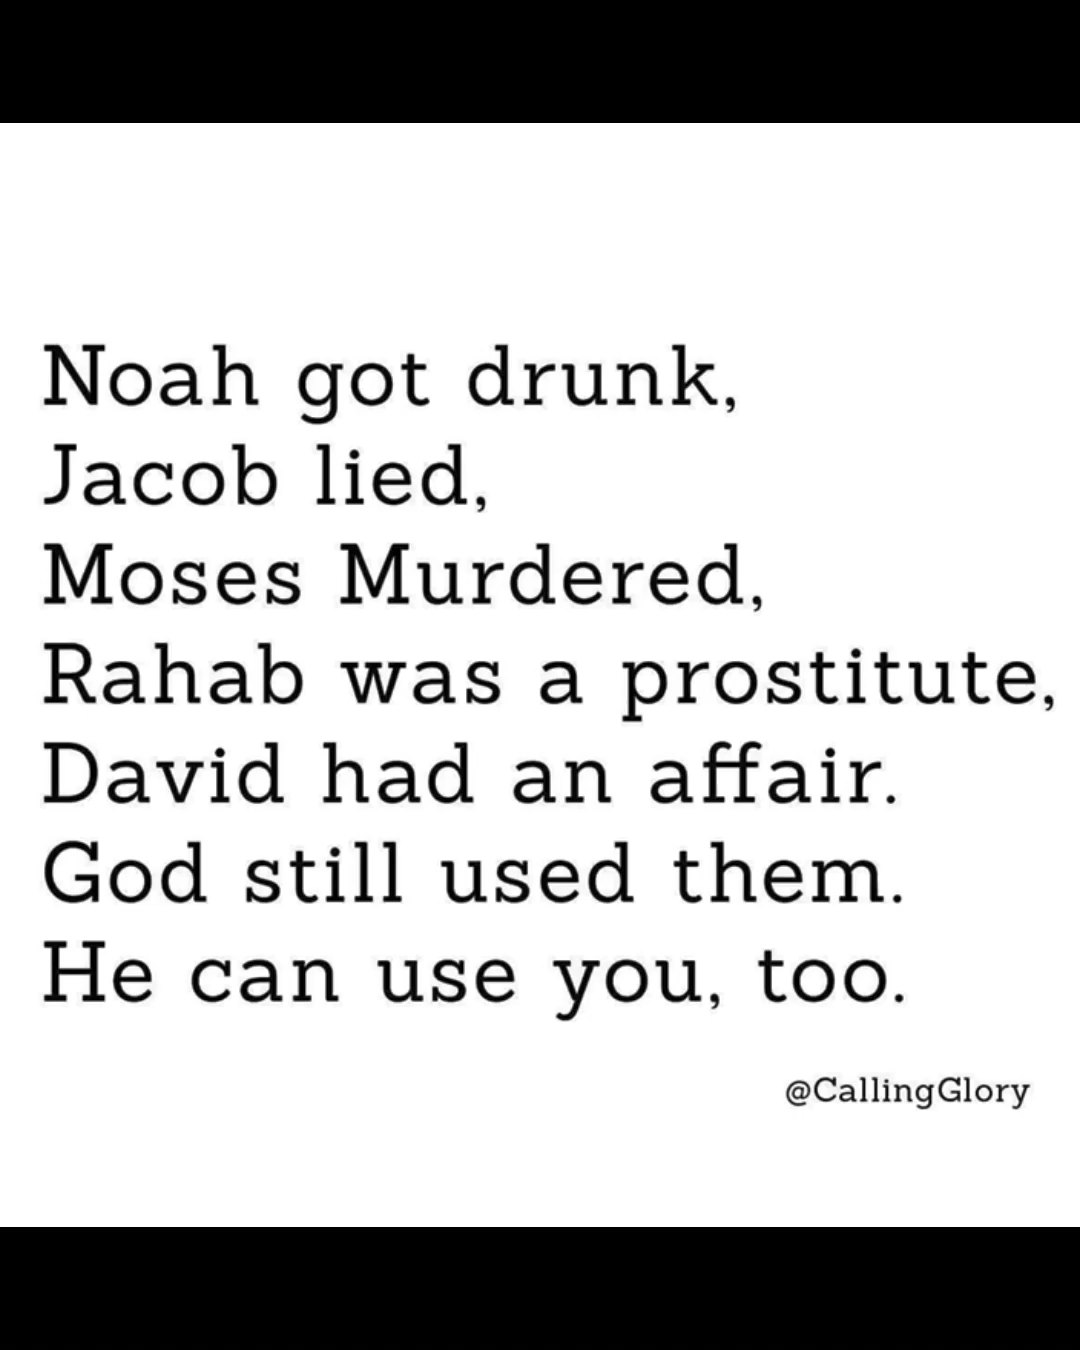 Noah got drunk,
Jacob lied,
Moses Murdered,
Rahab was a prostitute,
David had an affair.
God still used them.
He can use you, too.
@CallingGlory